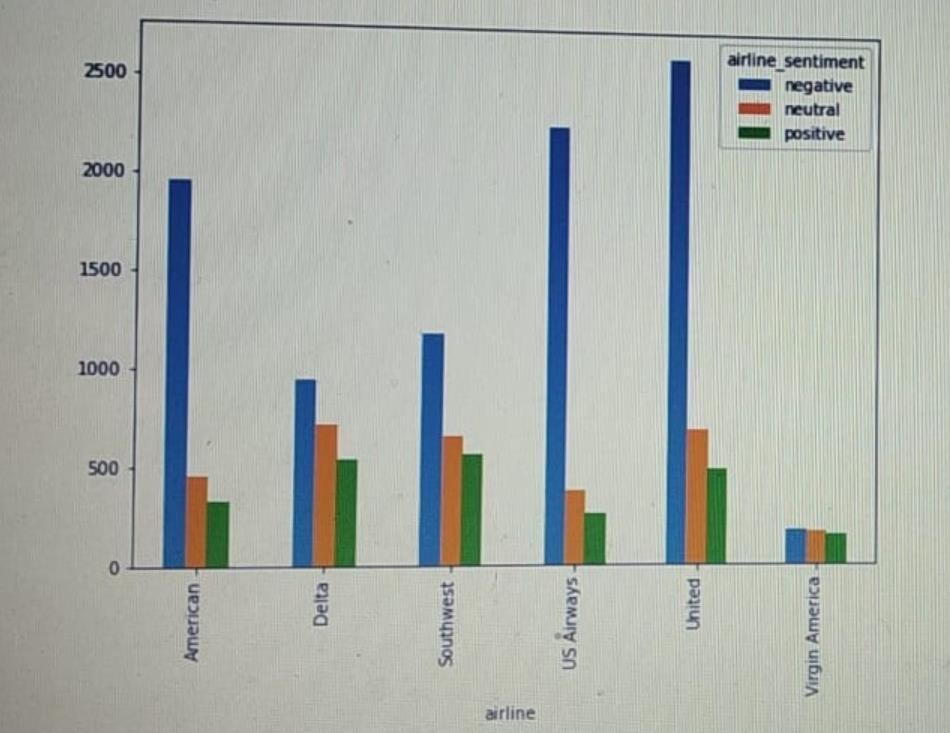 2500
2000
1500
1000
500
0
airline_sentiment
negative
neutral
positive
American
Delta
Southwest
US Airways
United
Virgin America
airline